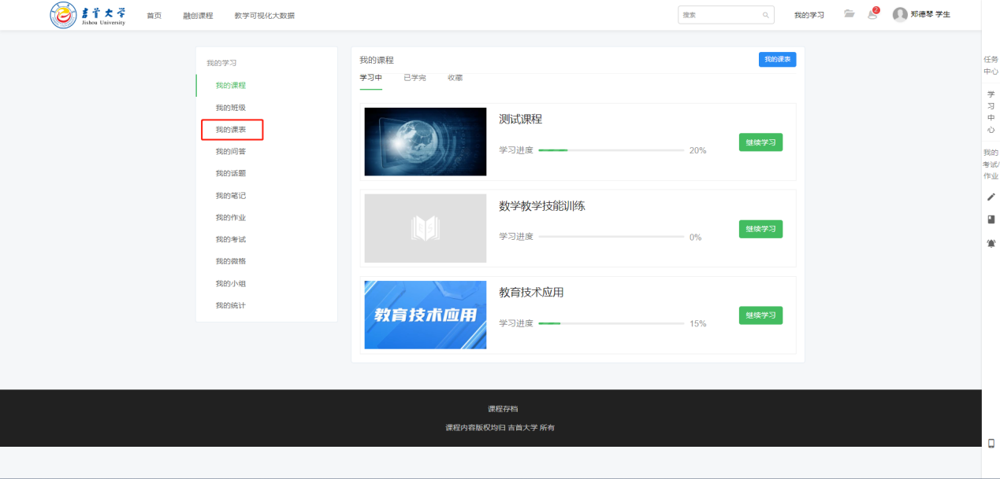 吉首大学
Jishou University
首页
融创课程
教学可视化大数据
搜索
我的学习
2
郑德琴 学生
我的学习
我的课程
我的班级
我的课表
我的问答
我的话题
我的笔记
我的作业
我的考试
我的微格
我的小组
我的统计
我的课程
我的课表
学习中
已学完
收藏
测试课程
学习进度
20%
继续学习
数学教学技能训练
学习进度
0%
继续学习
教育技术应用
教育技术应用
学习进度
15%
继续学习
任务
中心
学
习
中
心
我的
考试/
作业
课程存档
课程内容版权均归 吉首大学 所有